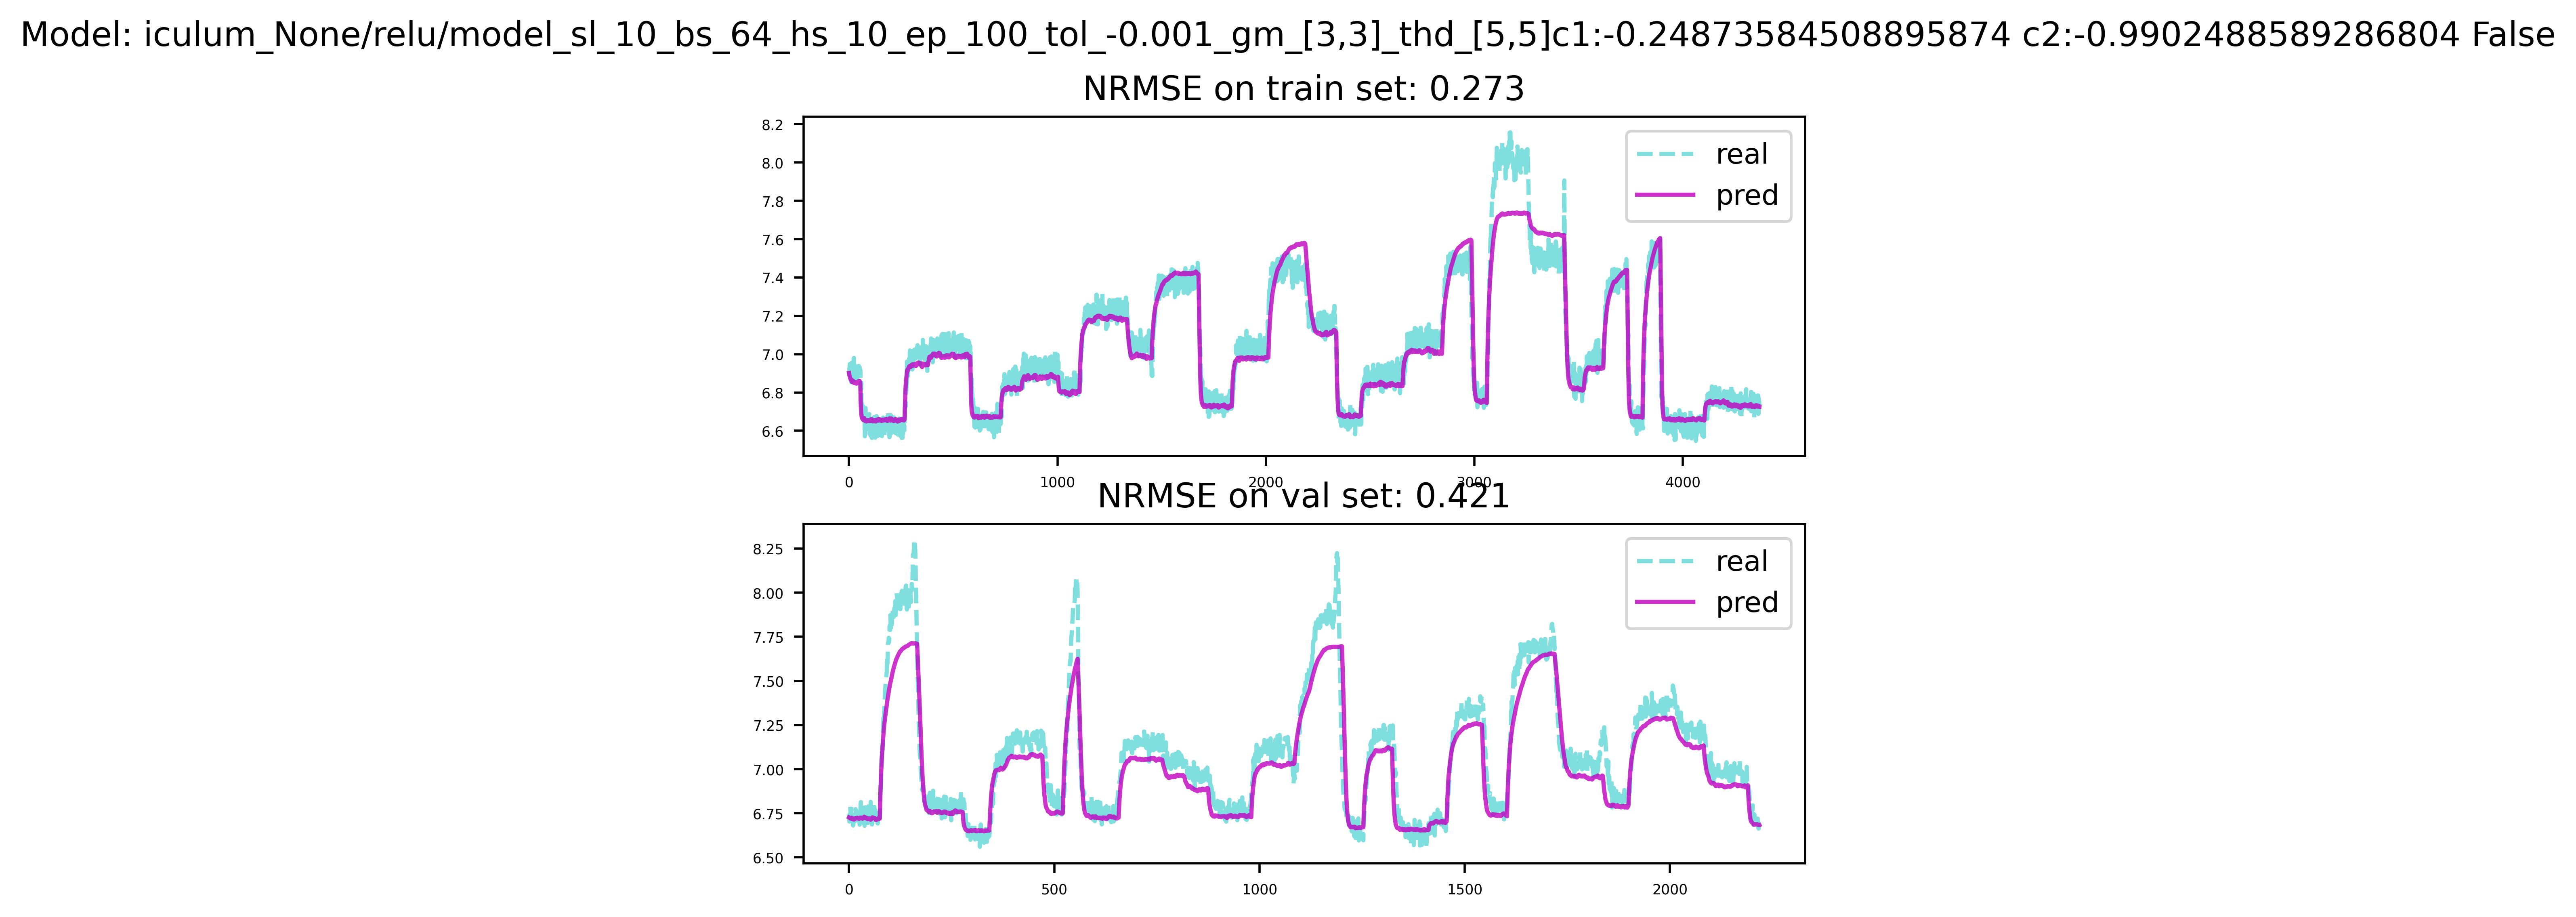 Model: iculum_None/relu/model_sl_10_bs_64_hs_10_ep_100_tol_-0.001_gm_[3,3]_thd_[5,5]c1:-0.24873584508895874 c2:-0.9902488589286804 False
NRMSE on train set: 0.273
8.2
8.0
7.8
7.6
7.4
7.2
7.0
6.8
6.6
real
pred
0 1000 2000 3000 4000
NRMSE on val set: 0.421
8.25
8.00
7.75
7.50
7.25
7.00
6.75
6.50
real
pred
0 500 1000 1500 2000